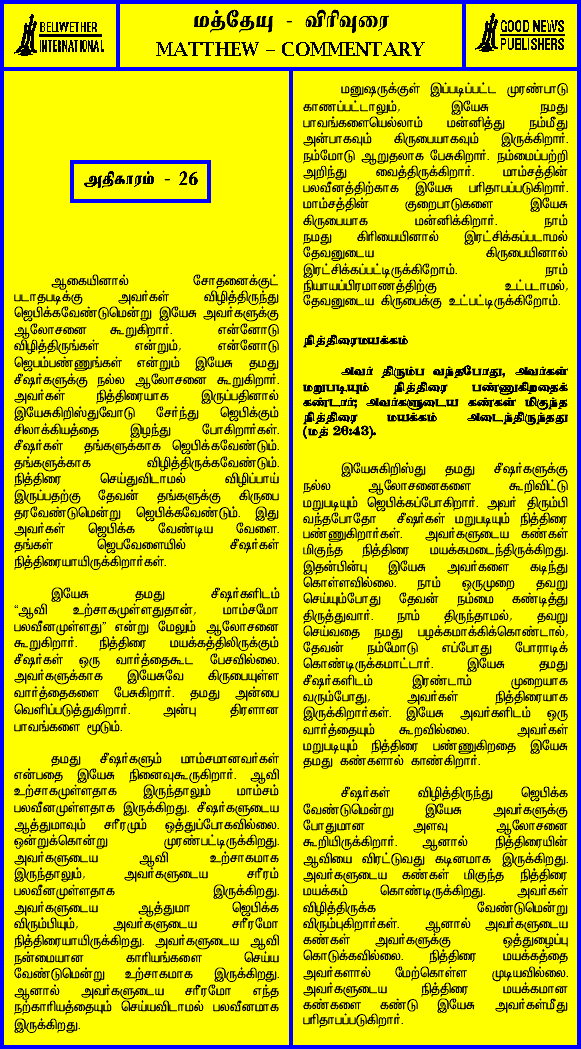 BELIWETHER
INTERNATIONAL
மத்தேயு - விரிவுரை
MATTHEW – COMMENTARY
GOOD NEWS
PUBLISHERS
அதிகாரம் - 26
ஆகையினால் சோதனைக்குட்
படாதபடிக்கு அவர்கள் விழித்திருந்து
ஜெபிக்கவேண்டுமென்று இயேசு அவர்களுக்கு
ஆலோசனை கூறுகிறார். என்னோடு
விழித்திருங்கள் என்றும், என்னோடு
ஜெபம்பண்ணுங்கள் என்றும் இயேசு தமது
சீஷர்களுக்கு நல்ல ஆலோசனை கூறுகிறார்.
அவர்கள் நித்திரையாக இருப்பதினால்
இயேசுகிறிஸ்துவோடு சேர்ந்து ஜெபிக்கும்
சிலாக்கியத்தை இழந்து போகிறார்கள்.
சீஷர்கள் தங்களுக்காக ஜெபிக்கவேண்டும்.
தங்களுக்காக விழித்திருக்கவேண்டும்.
நித்திரை செய்துவிடாமல் விழிப்பாய்
இருப்பதற்கு தேவன் தங்களுக்கு கிருபை
தரவேண்டுமென்று ஜெபிக்கவேண்டும். இது
அவர்கள் ஜெபிக்க வேண்டிய வேளை.
தங்கள் ஜெபவேளையில் சீஷர்கள்
நித்திரையாயிருக்கிறார்கள்.
இயேசு தமது சீஷர்களிடம்
“ஆவி உற்சாகமுள்ளதுதான், மாம்சமோ
பலவீனமுள்ளது” என்று மேலும் ஆலோசனை
கூறுகிறார். நித்திரை மயக்கத்திலிருக்கும்
சீஷர்கள் ஒரு வார்த்தைகூட பேசவில்லை.
அவர்களுக்காக இயேசுவே கிருபையுள்ள
வார்த்தைகளை பேசுகிறார். தமது அன்பை
வெளிப்படுத்துகிறார். அன்பு திரளான
பாவங்களை மூடும்.
தமது சீஷர்களும் மாம்சமானவர்கள்
என்பதை இயேசு நினைவுகூருகிறார். ஆவி
உற்சாகமுள்ளதாக இருந்தாலும் மாம்சம்
பலவீனமுள்ளதாக இருக்கிறது. சீஷர்களுடைய
ஆத்துமாவும் சரீரமும் ஒத்துப்போகவில்லை.
ஒன்றுக்கொன்று முரண்பட்டிருக்கிறது.
அவர்களுடைய ஆவி உற்சாகமாக
இருந்தாலும், அவர்களுடைய சரீரம்
பலவீனமுள்ளதாக இருக்கிறது.
அவர்களுடைய ஆத்துமா ஜெபிக்க
விரும்பியும், அவர்களுடைய சரீரமோ
நித்திரையாயிருக்கிறது. அவர்களுடைய ஆவி
நன்மையான காரியங்களை செய்ய
வேண்டுமென்று உற்சாகமாக இருக்கிறது.
ஆனால் அவர்களுடைய சரீரமோ எந்த
நற்காரியத்தையும் செய்யவிடாமல் பலவீனமாக
இருக்கிறது.
மனுஷருக்குள் இப்படிப்பட்ட முரண்பாடு
காணப்பட்டாலும், இயேசு நமது
பாவங்களையெல்லாம் மன்னித்து நம்மீது
அன்பாகவும் கிருபையாகவும் இருக்கிறார்.
நம்மோடு ஆறுதலாக பேசுகிறார். நம்மைப்பற்றி
அறிந்து வைத்திருக்கிறார். மாம்சத்தின்
பலவீனத்திற்காக இயேசு பரிதாபப்படுகிறார்.
மாம்சத்தின் குறைபாடுகளை இயேசு
கிருபையாக மன்னிக்கிறார். நாம்
நமது கிரியையினால் இரட்சிக்கப்படாமல்
தேவனுடைய கிருபையினால்
இரட்சிக்கப்பட்டிருக்கிறோம். நாம்
நியாயப்பிரமாணத்திற்கு உட்படாமல்,
தேவனுடைய கிருபைக்கு உட்பட்டிருக்கிறோம்.
நித்திரைமயக்கம்
அவர் திரும்ப வந்தபோது, அவர்கள்
மறுபடியும் நித்திரை பண்ணுகிறதைக்
கண்டார்; அவர்களுடைய கண்கள் மிகுந்த
நித்திரை மயக்கம் அடைந்திருந்தது
(மத் 26:43).
இயேசுகிறிஸ்து தமது சீஷர்களுக்கு
நல்ல ஆலோசனைகளை கூறிவிட்டு
மறுபடியும் ஜெபிக்கப்போகிறார். அவர் திரும்பி
வந்தபோதோ சீஷர்கள் மறுபடியும் நித்திரை
பண்ணுகிறார்கள். அவர்களுடைய கண்கள்
மிகுந்த நித்திரை மயக்கமடைந்திருக்கிறது.
இதன்பின்பு இயேசு அவர்களை கடிந்து
கொள்ளவில்லை. நாம் ஒருமுறை தவறு
செய்யும்போது தேவன் நம்மை கண்டித்து
திருத்துவார். நாம் திருந்தாமல், தவறு
செய்வதை நமது பழக்கமாக்கிக்கொண்டால்,
தேவன் நம்மோடு எப்போது போராடிக்
கொண்டிருக்கமாட்டார். இயேசு தமது
சீஷர்களிடம் இரண்டாம் முறையாக
வரும்போது, அவர்கள் நித்திரையாக
இருக்கிறார்கள். இயேசு அவர்களிடம் ஒரு
வார்த்தையும் கூறவில்லை. அவர்கள்
மறுபடியும் நித்திரை பண்ணுகிறதை இயேசு
தமது கண்களால் காண்கிறார்.
சீஷர்கள் விழித்திருந்து ஜெபிக்க
வேண்டுமென்று இயேசு அவர்களுக்கு
போதுமான அளவு ஆலோசனை
கூறியிருக்கிறார். ஆனால் நித்திரையின்
ஆவியை விரட்டுவது கடினமாக இருக்கிறது.
அவர்களுடைய கண்கள் மிகுந்த நித்திரை
மயக்கம் கொண்டிருக்கிறது. அவர்கள்
விழித்திருக்க வேண்டுமென்று
விரும்புகிறார்கள். ஆனால் அவர்களுடைய
கண்கள் அவர்களுக்கு ஒத்துழைப்பு
கொடுக்கவில்லை. நித்திரை மயக்கத்தை
அவர்களால் மேற்கொள்ள முடியவில்லை.
அவர்களுடைய நித்திரை மயக்கமான
கண்களை கண்டு இயேசு அவர்கள்மீது
பரிதாபப்படுகிறார்.